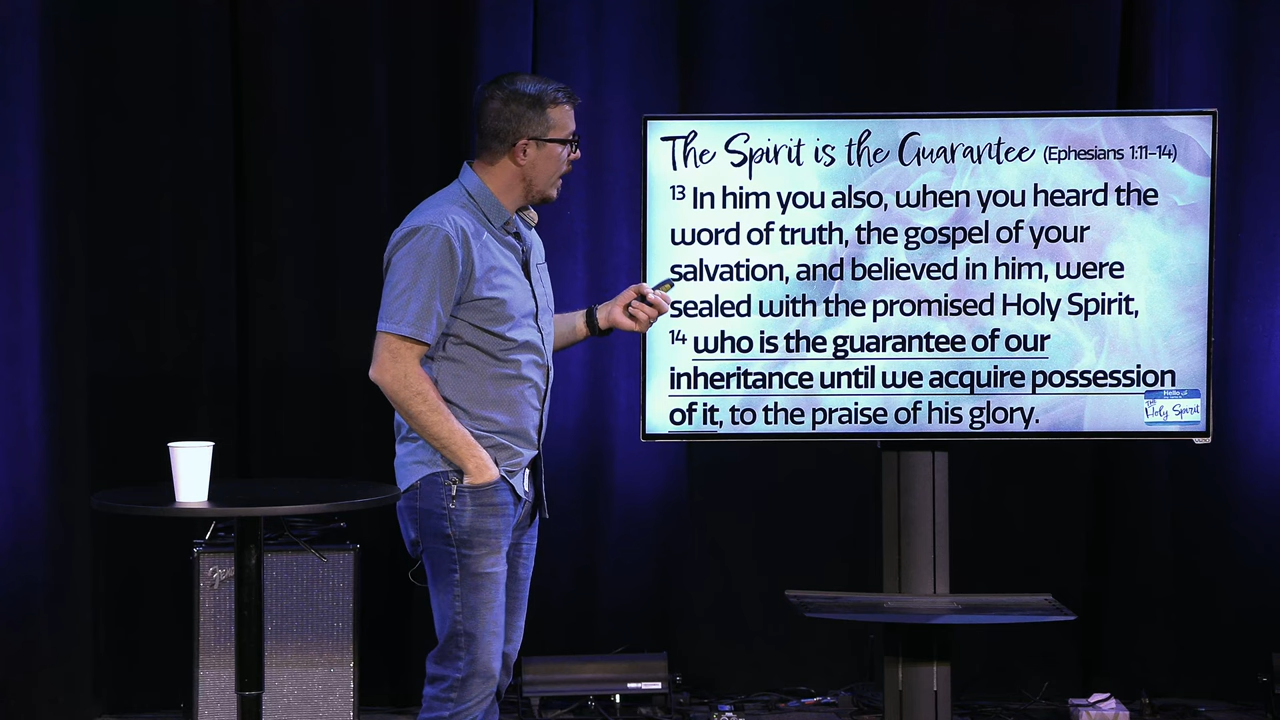 The Spirit is the Guarantee (Ephesians 1:11-14)
13 In him you also, when you heard the
word of truth, the gospel of your
salvation, and believed in him, were
sealed with the promised Holy Spirit,
14 who is the guarantee of our
inheritance until we acquire possession
of it, to the praise of his glory.
Hello
THE
Holy Spirit